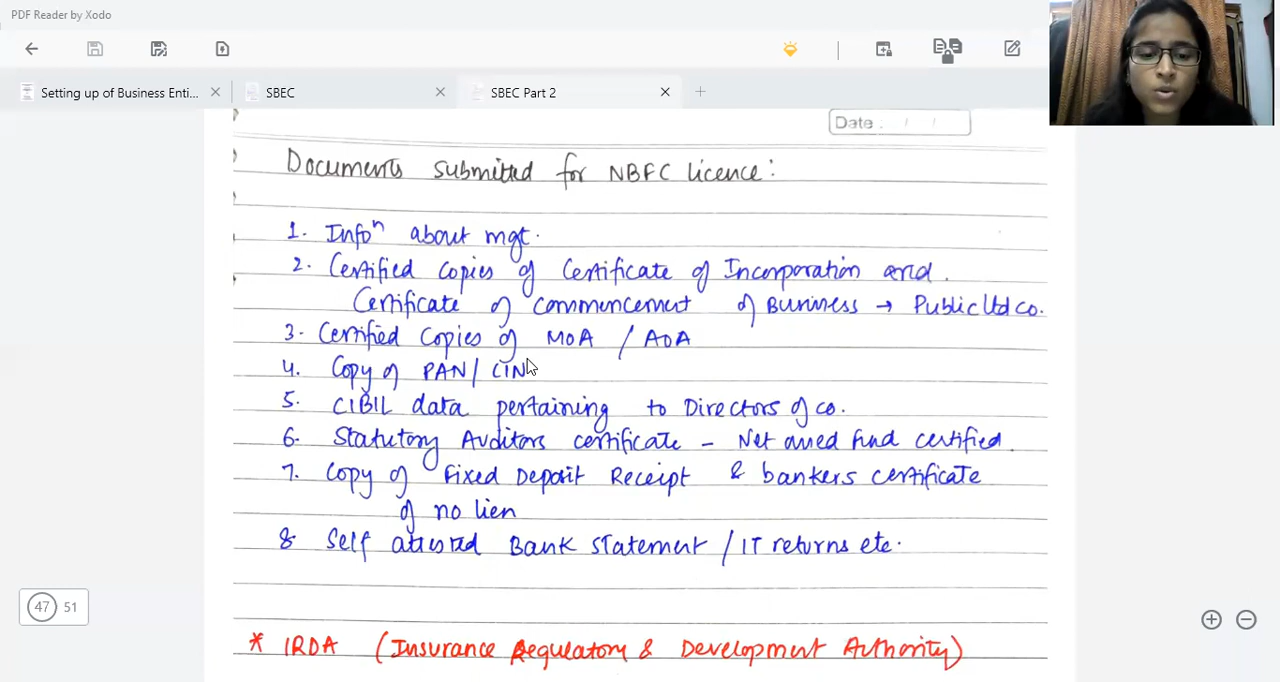 PDF Reader by Xodo
Setting up of Business Enti...
SBEC
SBEC Part 2
Date : / /
Documents submitted for NBFC licence:
1. Infoⁿ about mgt.
2. Certified Copies of Certificate of Incorporation and
Certificate of Commencement of Business → Public Ltd co.
3. Certified Copies of MOA / AOA
4. Copy of PAN/ CIN
5. CIBIL data pertaining to Directors of co.
6. Statutory Auditors certificate - Net owned fund certified.
7. Copy of Fixed Deposit Receipt & bankers certificate
of no lien
8. Self attested Bank statement / IT returns etc.
47 51
* IRDA (Insurance Regulatory & Development Authority)